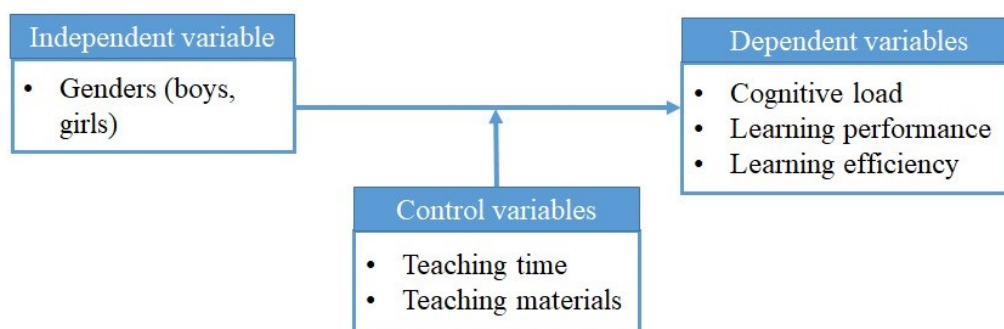 Independent variable
• Genders (boys,
girls)
Dependent variables
• Cognitive load
• Learning performance
• Learning efficiency
Control variables
• Teaching time
• Teaching materials